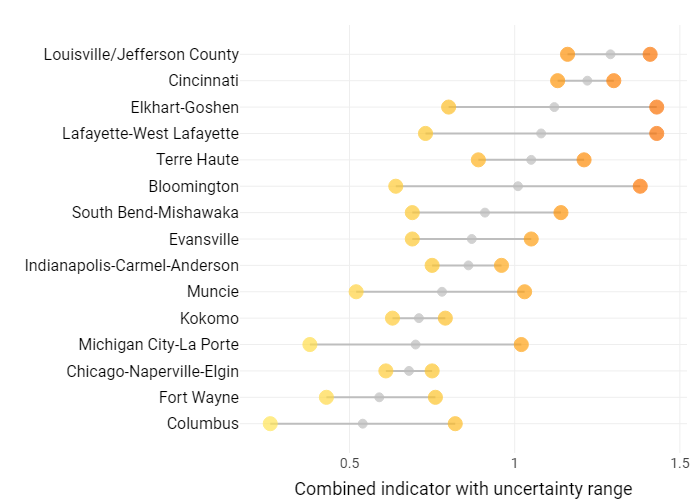 Louisville/Jefferson County
Cincinnati
Elkhart-Goshen
Lafayette-West Lafayette
Terre Haute
Bloomington
South Bend-Mishawaka
Evansville
Indianapolis-Carmel-Anderson
Muncie
Kokomo
Michigan City-La Porte
Chicago-Naperville-Elgin
Fort Wayne
Columbus
0.5 1 1.5
Combined indicator with uncertainty range